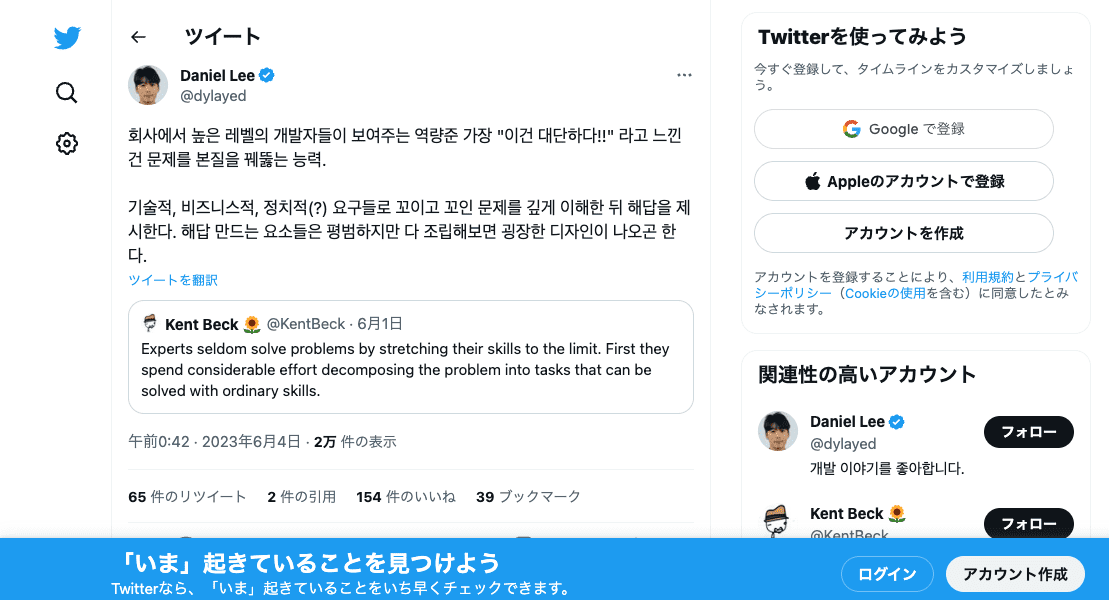 ツイート
Daniel Lee
@dylayed
회사에서 높은 레벨의 개발자들이 보여주는 역량준 가장 "이건 대단하다!!" 라고 느낀
건 문제를 본질을 꿰뚫는 능력.
기술적, 비즈니스적, 정치적(?) 요구들로 꼬이고 꼬인 문제를 깊게 이해한 뒤 해답을 제
시한다. 해답 만드는 요소들은 평범하지만 다 조립해보면 굉장한 디자인이 나오곤 한
다.
ツイートを翻訳
Kent Beck 🌻 @KentBeck · 6月1日
Experts seldom solve problems by stretching their skills to the limit. First they
spend considerable effort decomposing the problem into tasks that can be
solved with ordinary skills.
午前0:42 · 2023年6月4日 · 2万 件の表示
65 件のリツイート 2 件の引用 154 件のいいね 39 ブックマーク
Twitterを使ってみよう
今すぐ登録して、タイムラインをカスタマイズしましょ
う。
Google で登録
Appleのアカウントで登録
アカウントを作成
アカウントを登録することにより、利用規約とプライバ
シーポリシー（Cookieの使用を含む）に同意したとみ
なされます。
関連性の高いアカウント
Daniel Lee
@dylayed
フォロー
개발 이야기를 좋아합니다.
Kent Beck 🌻
@KentBeck
フォロー
「いま」起きていることを見つけよう
Twitterなら、「いま」起きていることをいち早くチェックできます。
ログイン
アカウント作成